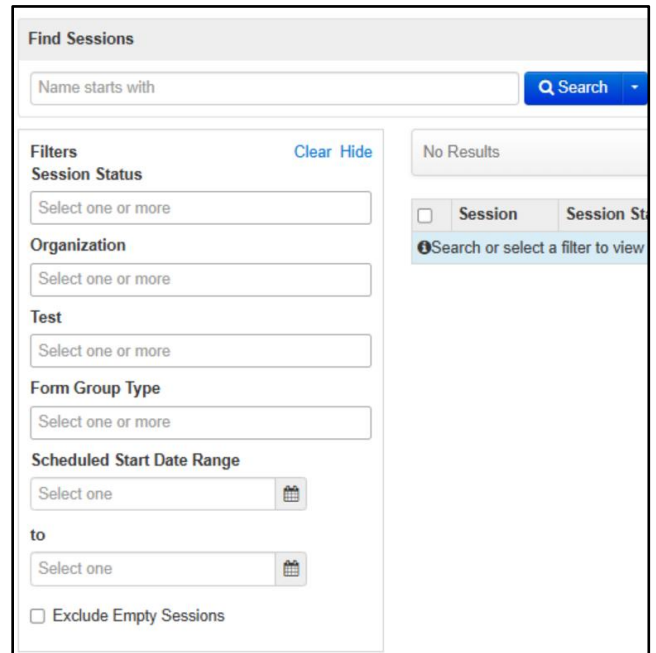 Find Sessions
Name starts with
Search
Filters
Clear Hide
Session Status
Select one or more
Organization
Select one or more
Test
Select one or more
Form Group Type
Select one or more
Scheduled Start Date Range
Select one
to
Select one
Exclude Empty Sessions
No Results
Session Session Sta
Search or select a filter to view